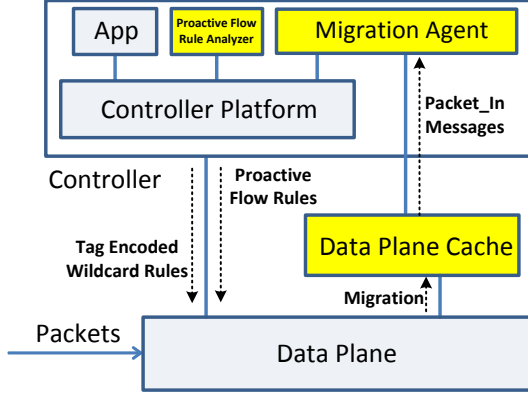 App
Proactive Flow
Rule Analyzer
Migration Agent
Controller Platform
Packet_In
Messages
Controller
Proactive
Flow Rules
Tag Encoded
Wildcard Rules
Data Plane Cache
Migration
Packets
Data Plane